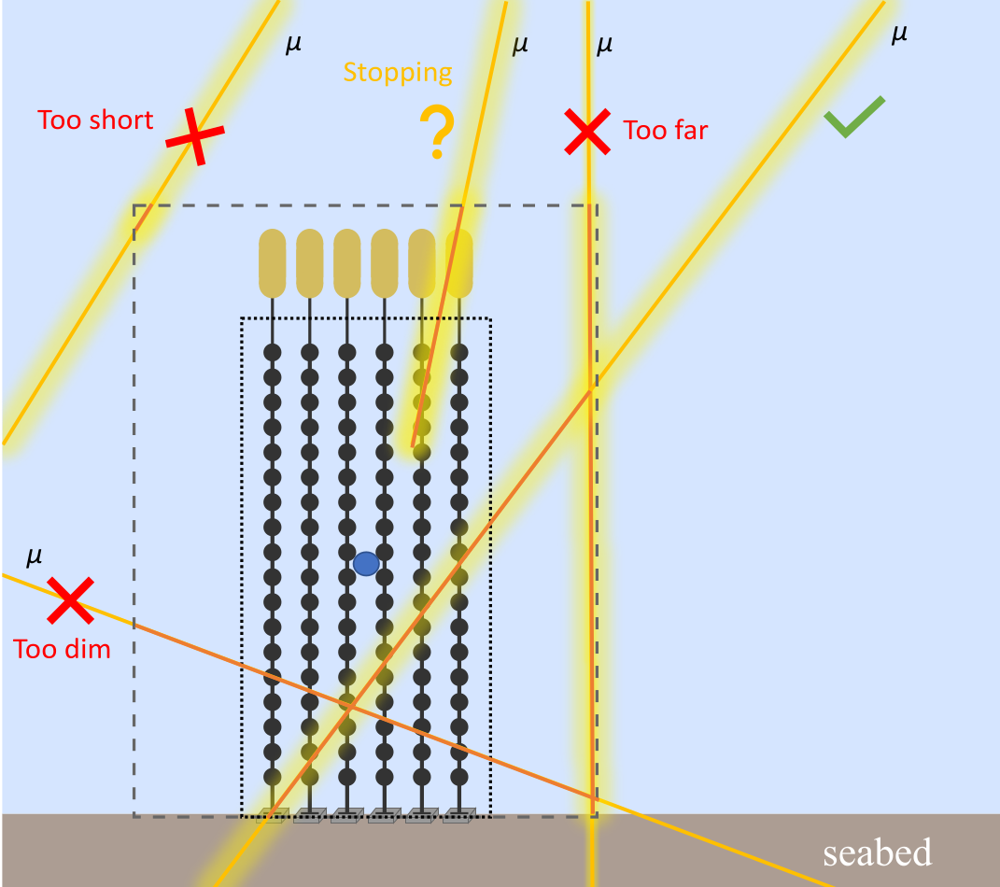 μ
μ
μ
μ
Stopping
?
Too short
Too far
μ
Too dim
seabed